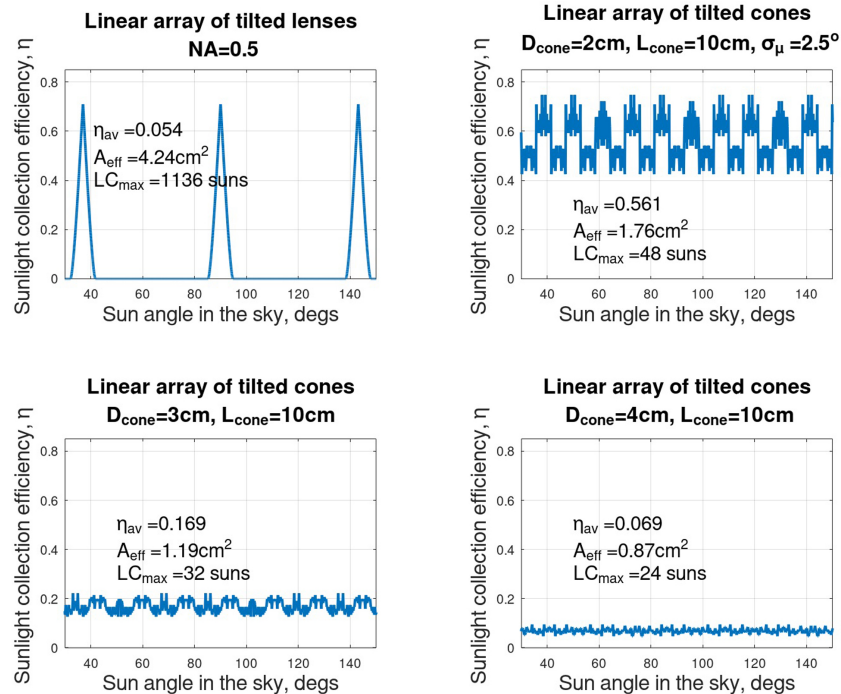 Linear array of tilted lenses
NA=0.5
Sunlight collection efficiency, η
0.8
0.6
0.4
0.2
0
ηav =0.054
Aeff =4.24cm2
LCmax =1136 suns
40 60 80 100 120 140
Sun angle in the sky, degs
Linear array of tilted cones
Dcone=2cm, Lcone=10cm, σμ =2.5o
Sunlight collection efficiency, η
0.8
0.6
0.4
0.2
0
ηav =0.561
Aeff =1.76cm2
LCmax =48 suns
40 60 80 100 120 140
Sun angle in the sky, degs
Linear array of tilted cones
Dcone=3cm, Lcone=10cm
Sunlight collection efficiency, η
0.8
0.6
0.4
0.2
0
ηav =0.169
Aeff =1.19cm2
LCmax =32 suns
40 60 80 100 120 140
Sun angle in the sky, degs
Linear array of tilted cones
Dcone=4cm, Lcone=10cm
Sunlight collection efficiency, η
0.8
0.6
0.4
0.2
0
ηav =0.069
Aeff =0.87cm2
LCmax =24 suns
40 60 80 100 120 140
Sun angle in the sky, degs